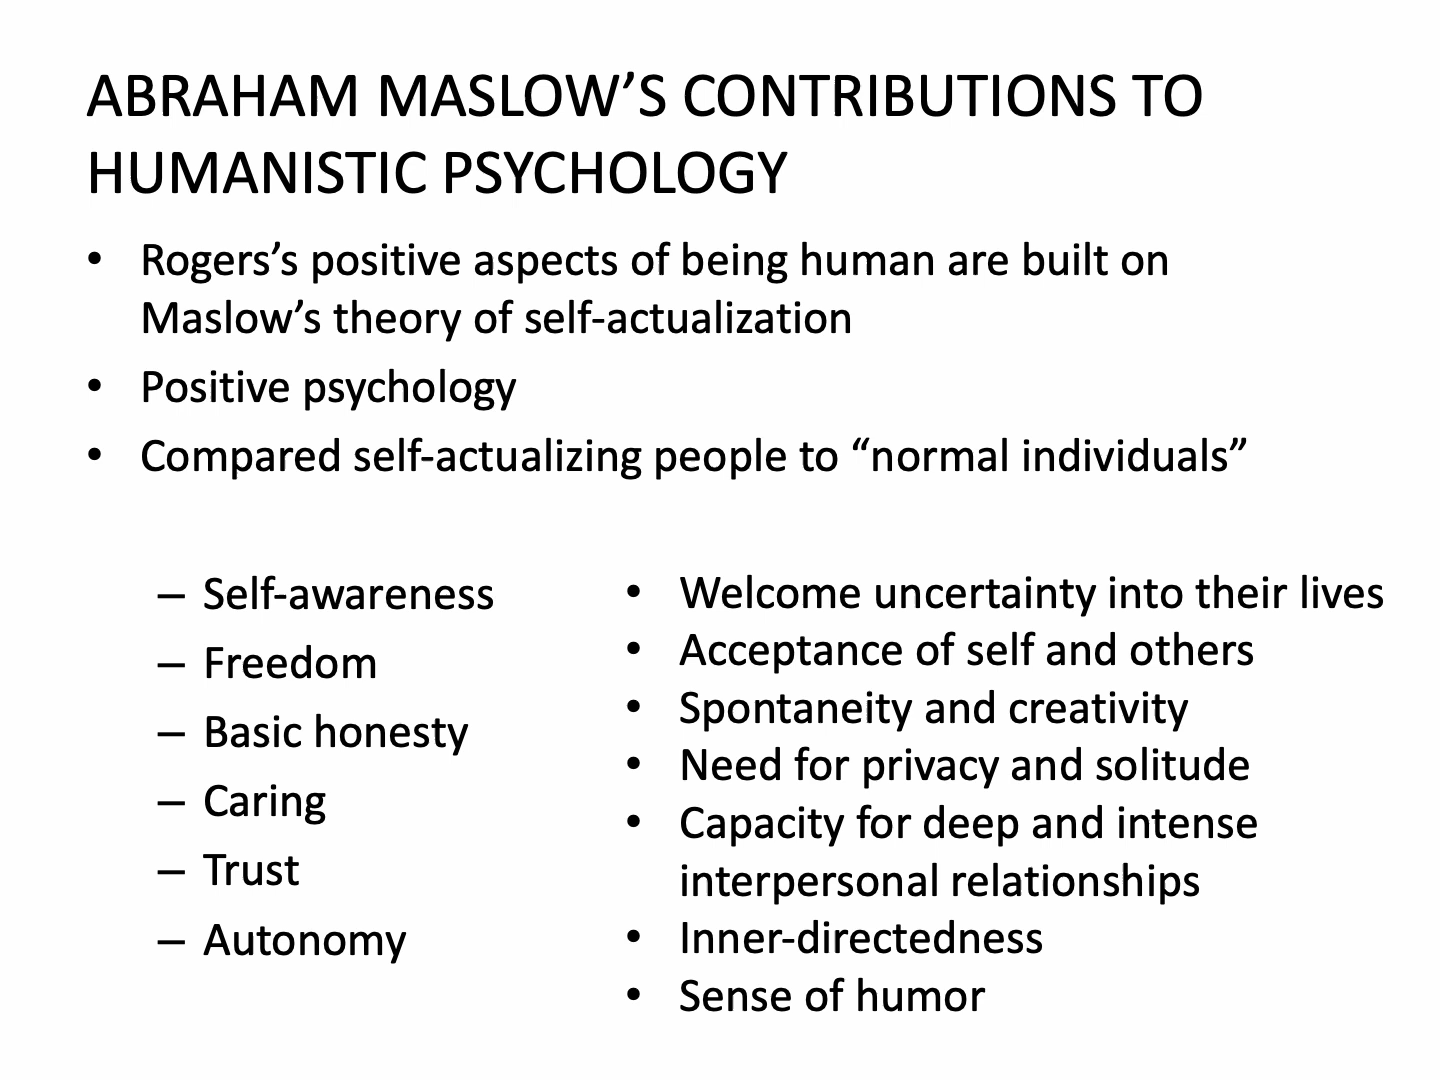 ABRAHAM MASLOW’S CONTRIBUTIONS TO
HUMANISTIC PSYCHOLOGY
• Rogers’s positive aspects of being human are built on
Maslow’s theory of self-actualization
• Positive psychology
• Compared self-actualizing people to “normal individuals”
– Self-awareness
– Freedom
– Basic honesty
– Caring
– Trust
– Autonomy
• Welcome uncertainty into their lives
• Acceptance of self and others
• Spontaneity and creativity
• Need for privacy and solitude
• Capacity for deep and intense
interpersonal relationships
• Inner-directedness
• Sense of humor